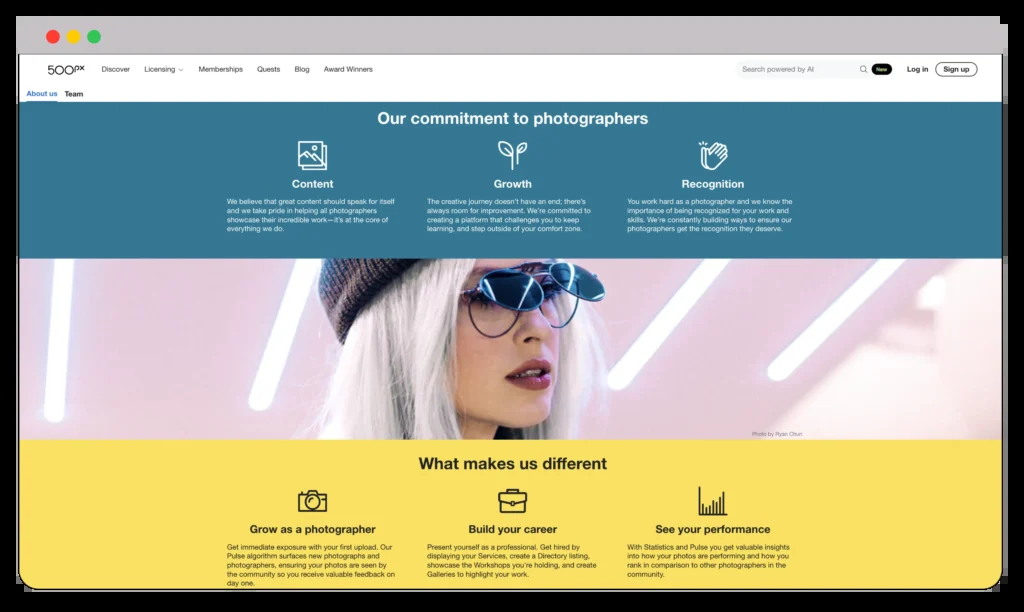 500px Discover Licensing Memberships Quests Blog Award Winners Search powered by AI New Log in Sign up
About us Team
Our commitment to photographers
Content
We believe that great content should speak for itself
and we take pride in helping all photographers
showcase their incredible work—it's at the core of
everything we do.
Growth
The creative journey doesn't have an end; there's
always room for improvement. We're committed to
creating a platform that challenges you to keep
learning, and step outside of your comfort zone.
Recognition
You work hard as a photographer and we know the
importance of being recognized for your work and
skills. We're constantly building ways to ensure our
photographers get the recognition they deserve.
Photo by Ryan Churi
What makes us different
Grow as a photographer
Get immediate exposure with your first upload. Our
Pulse algorithm surfaces new photographs and
photographers, ensuring your photos are seen by
the community so you receive valuable feedback on
day one.
Build your career
Present yourself as a professional. Get hired by
displaying your Services, create a Directory listing,
showcase the Workshops you're holding, and create
Galleries to highlight your work.
See your performance
With Statistics and Pulse you get valuable insights
into how your photos are performing and how you
rank in comparison to other photographers in the
community.